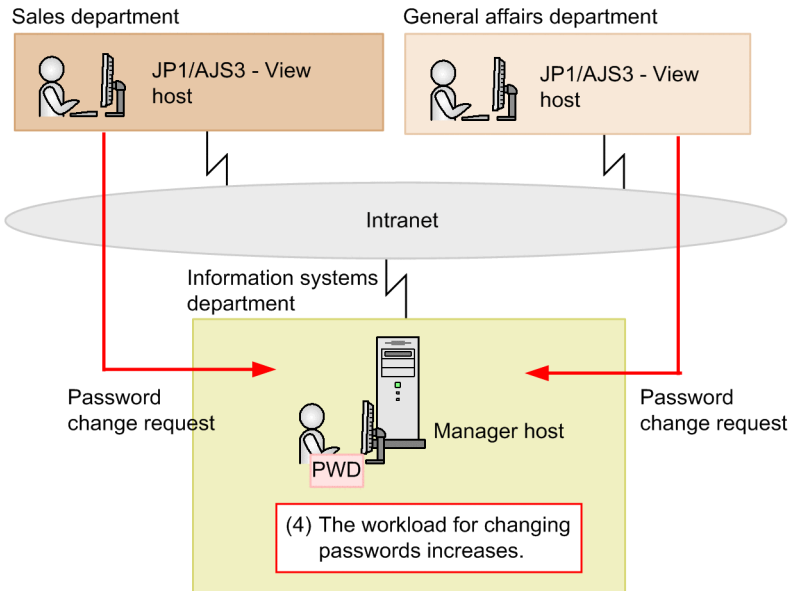 Sales department
General affairs department
JP1/AJS3 - View
host
JP1/AJS3 - View
host
Intranet
Information systems
department
Password
change request
Password
change request
Manager host
PWD
(4) The workload for changing
passwords increases.